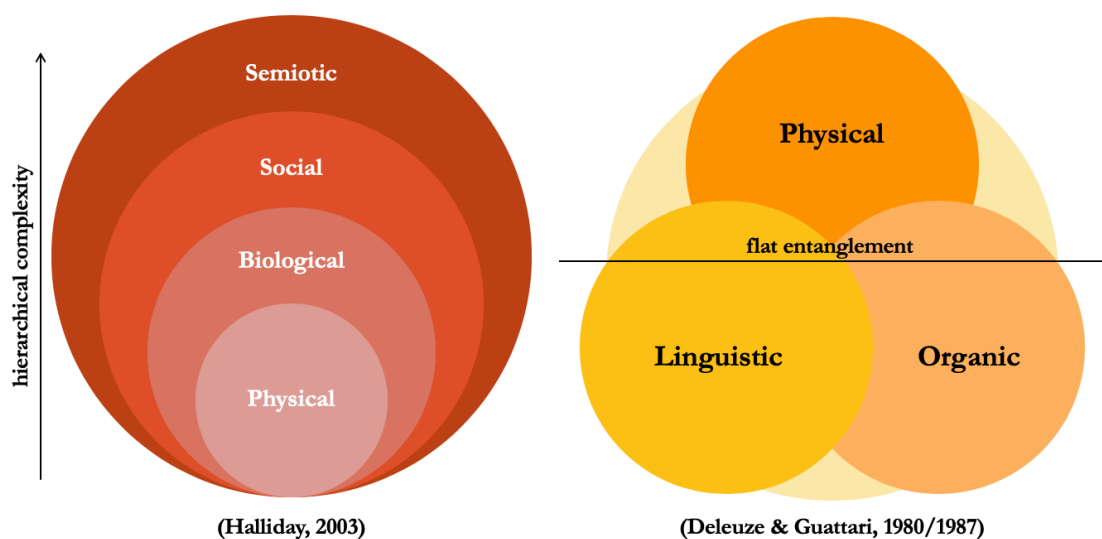 hierarchical complexity
Semiotic
Social
Biological
Physical
(Halliday, 2003)
Physical
flat entanglement
Linguistic
Organic
(Deleuze & Guattari, 1980/1987)